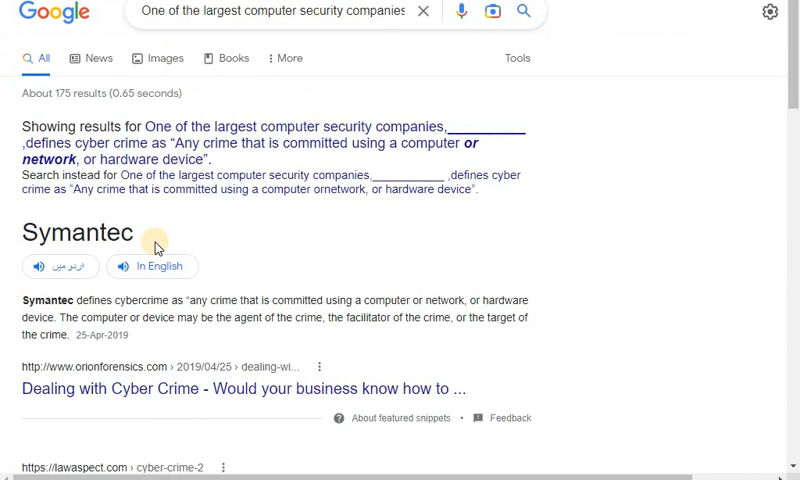 Google One of the largest computer security companies
All News Images Books More Tools
About 175 results (0.65 seconds)
Showing results for One of the largest computer security companies,__________
,defines cyber crime as “Any crime that is committed using a computer or
network, or hardware device”.
Search instead for One of the largest computer security companies,__________ ,defines cyber
crime as “Any crime that is committed using a computer ornetwork, or hardware device”.
Symantec
اردو میں In English
Symantec defines cybercrime as “any crime that is committed using a computer or network, or hardware
device. The computer or device may be the agent of the crime, the facilitator of the crime, or the target of
the crime. 25-Apr-2019
http://www.orionforensics.com › 2019/04/25 › dealing-wi...
Dealing with Cyber Crime - Would your business know how to ...
About featured snippets • Feedback
https://lawaspect.com › cyber-crime-2